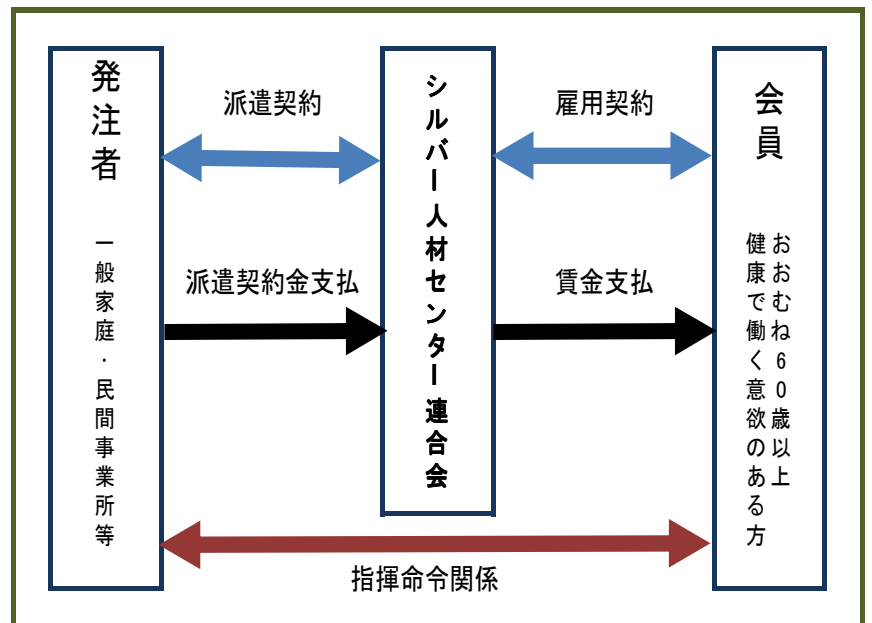 発注者
一般家庭・民間事業所等
派遣契約
派遣契約金支払
シルバー人材センター連合会
雇用契約
賃金支払
会員
おおむね60歳以上
健康で働く意欲のある方
指揮命令関係